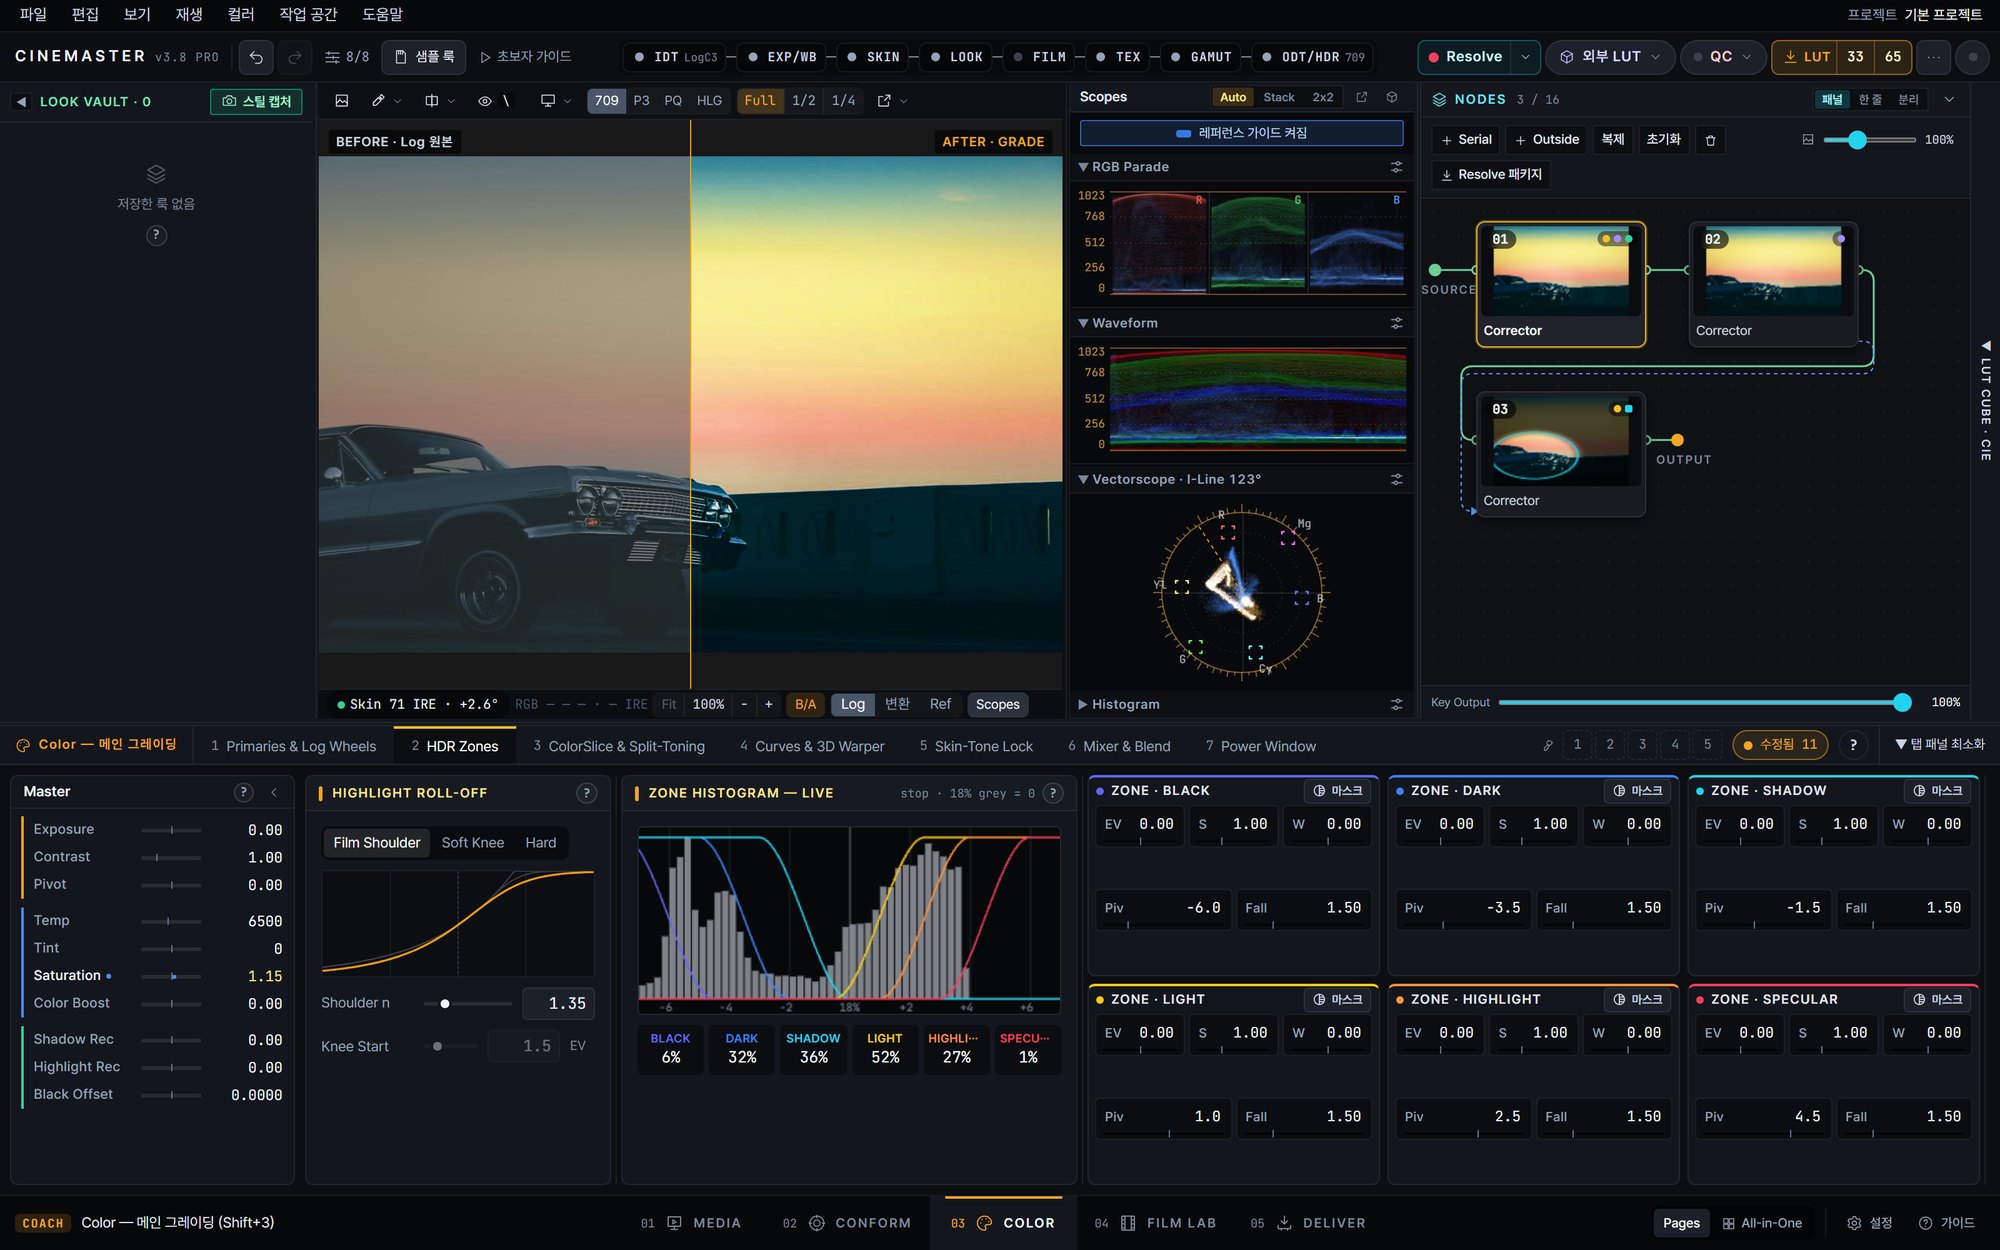 파일 편집 보기 재생 컬러 작업 공간 도움말 프로젝트 기본 프로젝트
CINEMASTER v3.8 PRO 8/8 샘플 룩 초보자 가이드 IDT LogC3 EXP/WB SKIN LOOK FILM TEX GAMUT ODT/HDR 709 Resolve 외부 LUT QC LUT 33 65 ...
LOOK VAULT · 0 스틸 캡처
저장한 룩 없음
?
\ 709 P3 PQ HLG Full 1/2 1/4
BEFORE · Log 원본 AFTER · GRADE
Skin 71 IRE · +2.6° RGB — — — · — IRE Fit 100% - + B/A Log 변환 Ref Scopes
Scopes Auto Stack 2x2
레퍼런스 가이드 켜짐
RGB Parade
1023 R G B
768
512
256
0
Waveform
1023
768
512
256
0
Vectorscope · I-Line 123°
R Mg
YL B
G Cy
Histogram
NODES 3 / 16 패널 한 줄 분리
+ Serial + Outside 복제 초기화 100%
Resolve 패키지
01 02
SOURCE
Corrector Corrector
03
OUTPUT
Corrector
Key Output 100%
LUT CUBE · CIE
Color — 메인 그레이딩 1 Primaries & Log Wheels 2 HDR Zones 3 ColorSlice & Split-Toning 4 Curves & 3D Warper 5 Skin-Tone Lock 6 Mixer & Blend 7 Power Window 1 2 3 4 5 수정됨 11 ? 탭 패널 최소화
Master ?
Exposure 0.00
Contrast 1.00
Pivot 0.00
Temp 6500
Tint 0
Saturation 1.15
Color Boost 0.00
Shadow Rec 0.00
Highlight Rec 0.00
Black Offset 0.0000
HIGHLIGHT ROLL-OFF ?
Film Shoulder Soft Knee Hard
Shoulder n 1.35
Knee Start 1.5 EV
ZONE HISTOGRAM — LIVE stop · 18% grey = 0 ?
-6 -4 -2 18% +2 +4 +6
BLACK DARK SHADOW LIGHT HIGHLI… SPECU…
6% 32% 36% 52% 27% 1%
ZONE · BLACK 마스크
EV 0.00 S 1.00 W 0.00
Piv -6.0 Fall 1.50
ZONE · DARK 마스크
EV 0.00 S 1.00 W 0.00
Piv -3.5 Fall 1.50
ZONE · SHADOW 마스크
EV 0.00 S 1.00 W 0.00
Piv -1.5 Fall 1.50
ZONE · LIGHT 마스크
EV 0.00 S 1.00 W 0.00
Piv 1.0 Fall 1.50
ZONE · HIGHLIGHT 마스크
EV 0.00 S 1.00 W 0.00
Piv 2.5 Fall 1.50
ZONE · SPECULAR 마스크
EV 0.00 S 1.00 W 0.00
Piv 4.5 Fall 1.50
COACH Color — 메인 그레이딩 (Shift+3) 01 MEDIA 02 CONFORM 03 COLOR 04 FILM LAB 05 DELIVER Pages All-in-One 설정 가이드